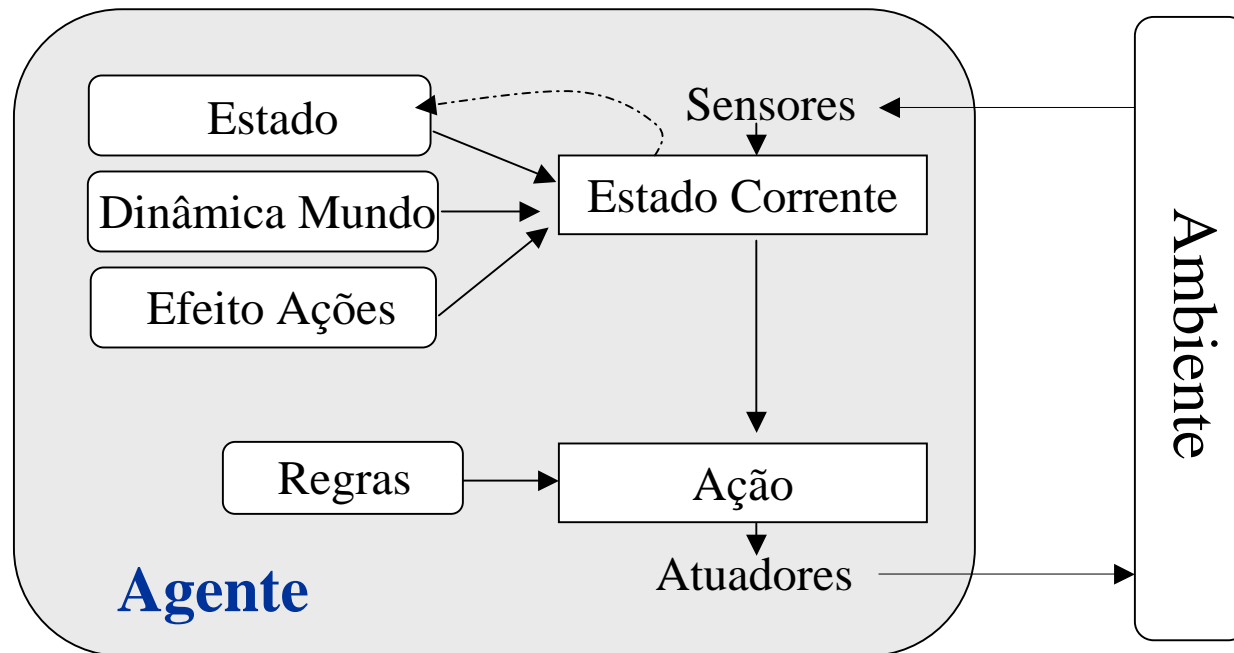 Estado
Sensores
Dinâmica Mundo
Estado Corrente
Efeito Ações
Regras
Ação
Atuadores
Agente
Ambiente